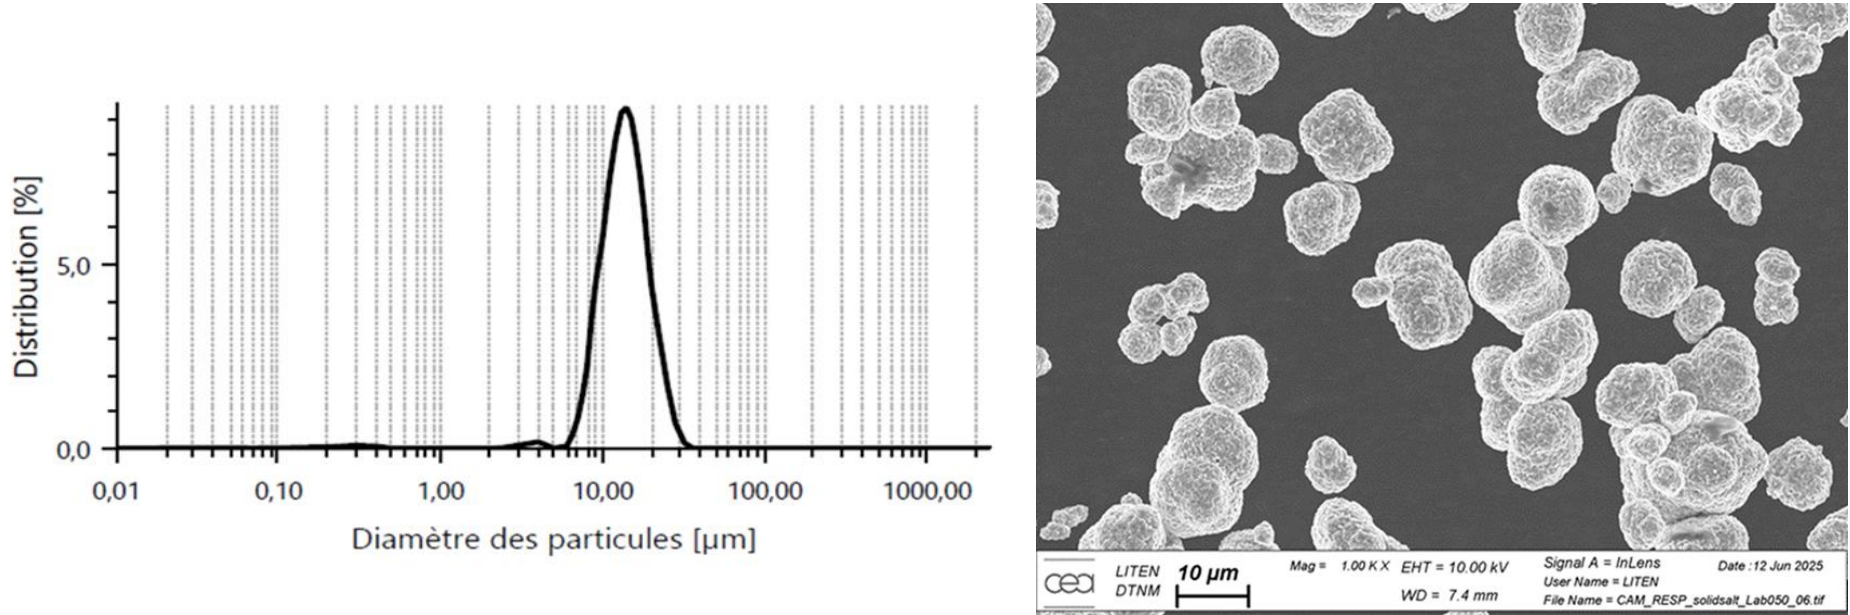 Distribution [%]
5,0
0,0
0,01
0,10
1,00
10,00
100,00
1000,00
Diamètre des particules [µm]
cea
LITEN
DTNM
10 µm
Mag = 1.00 K X
EHT = 10.00 kV
WD = 7.4 mm
Signal A = InLens
User Name = LITEN
Date :12 Jun 2025
File Name = CAM_RESP_solidsalt_Lab050_06.tif